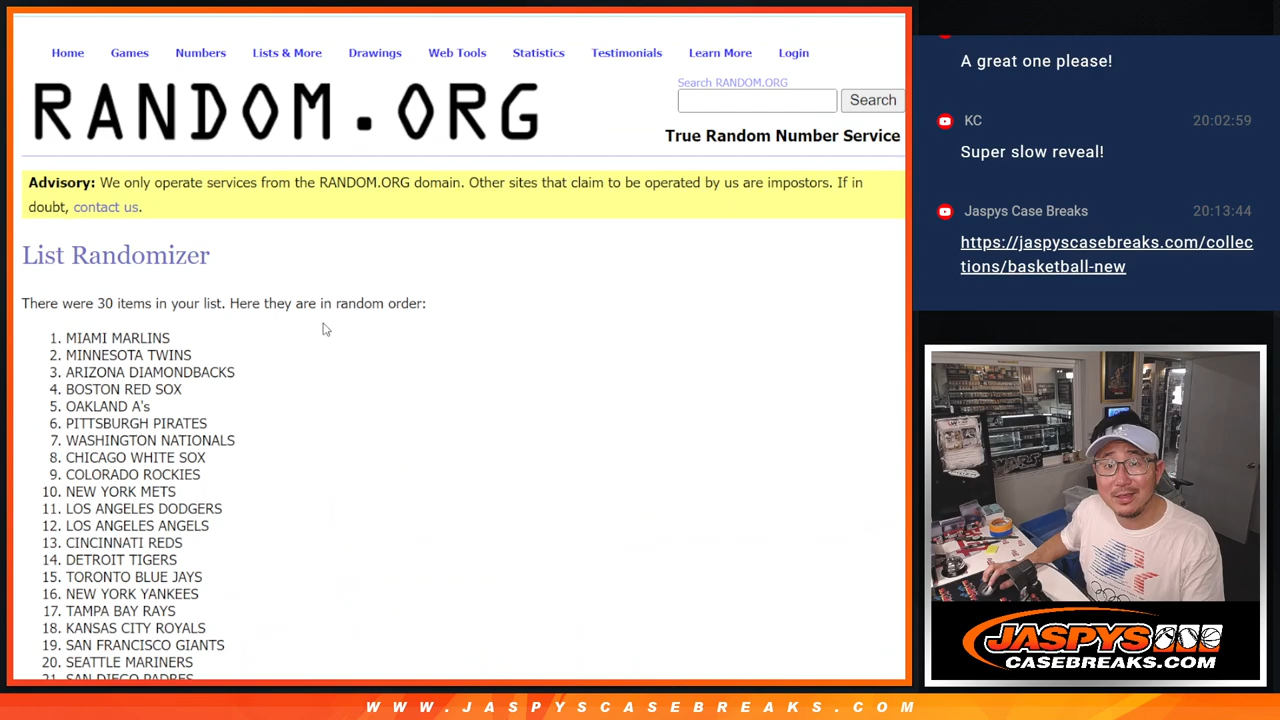 Home Games Numbers Lists & More Drawings Web Tools Statistics Testimonials Learn More Login
RANDOM.ORG
Search RANDOM.ORG
Search
True Random Number Service
Advisory: We only operate services from the RANDOM.ORG domain. Other sites that claim to be operated by us are impostors. If in
doubt, contact us.
List Randomizer
There were 30 items in your list. Here they are in random order:
1. MIAMI MARLINS
2. MINNESOTA TWINS
3. ARIZONA DIAMONDBACKS
4. BOSTON RED SOX
5. OAKLAND A's
6. PITTSBURGH PIRATES
7. WASHINGTON NATIONALS
8. CHICAGO WHITE SOX
9. COLORADO ROCKIES
10. NEW YORK METS
11. LOS ANGELES DODGERS
12. LOS ANGELES ANGELS
13. CINCINNATI REDS
14. DETROIT TIGERS
15. TORONTO BLUE JAYS
16. NEW YORK YANKEES
17. TAMPA BAY RAYS
18. KANSAS CITY ROYALS
19. SAN FRANCISCO GIANTS
20. SEATTLE MARINERS
21. SAN DIEGO PADRES
A great one please!
KC 20:02:59
Super slow reveal!
Jaspys Case Breaks 20:13:44
https://jaspyscasebreaks.com/collec
tions/basketball-new
JASPYS
CASEBREAKS.COM
WWW.JASPYSCASEBREAKS.COM